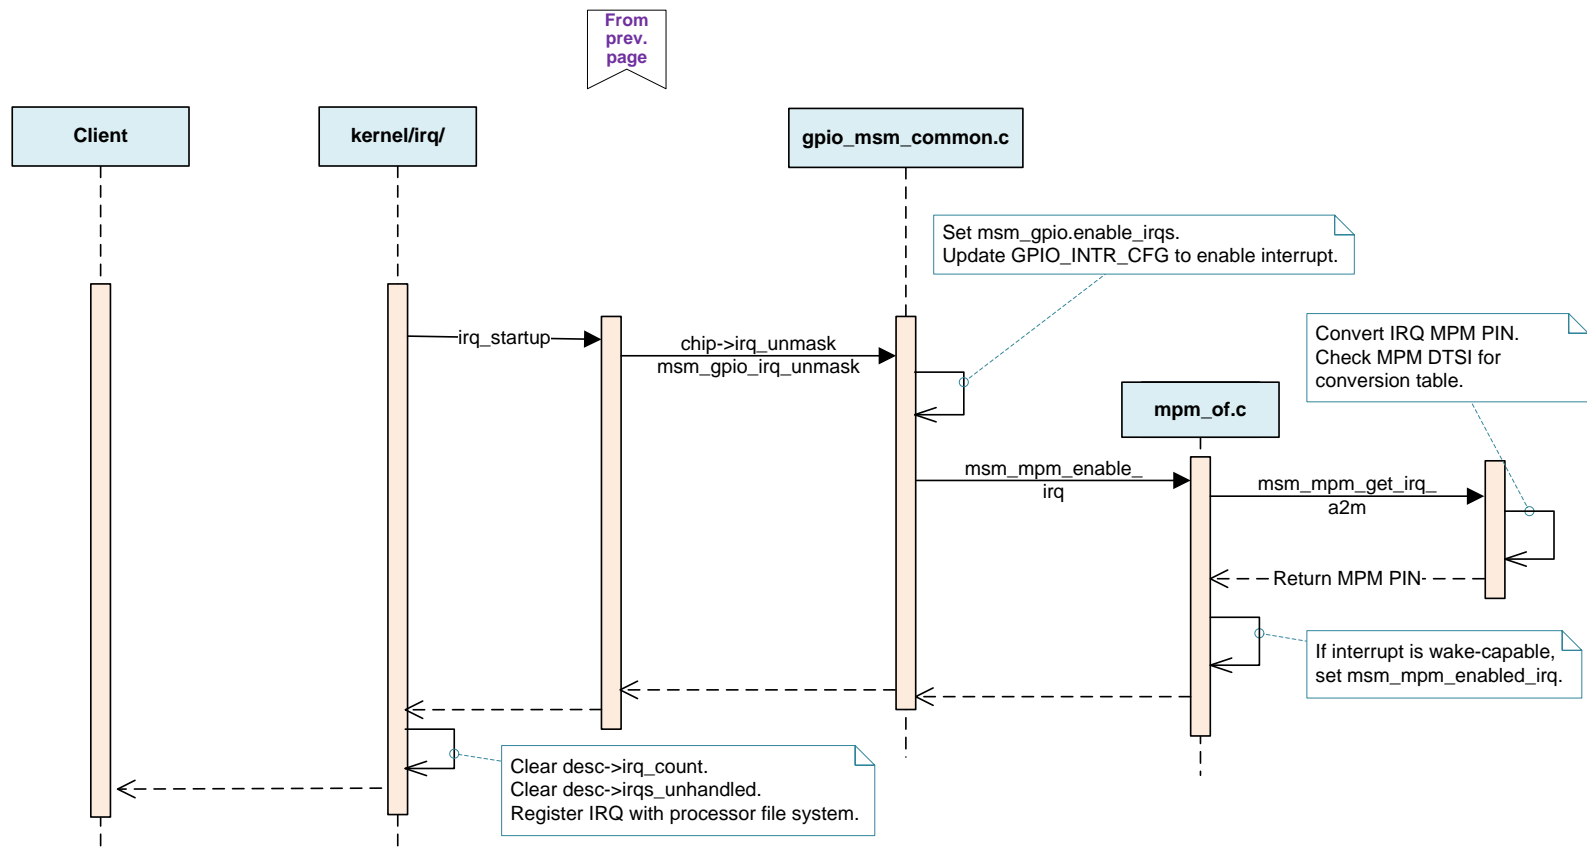 From
prev.
page
Client
kernel/irq/
gpio_msm_common.c
Set msm_gpio.enable_irqs.
Update GPIO_INTR_CFG to enable interrupt.
irq_startup
chip->irq_unmask
msm_gpio_irq_unmask
Convert IRQ MPM PIN.
Check MPM DTSI for
conversion table.
mpm_of.c
msm_mpm_enable_
irq
msm_mpm_get_irq_
a2m
Return MPM PIN
If interrupt is wake-capable,
set msm_mpm_enabled_irq.
Clear desc->irq_count.
Clear desc->irqs_unhandled.
Register IRQ with processor file system.